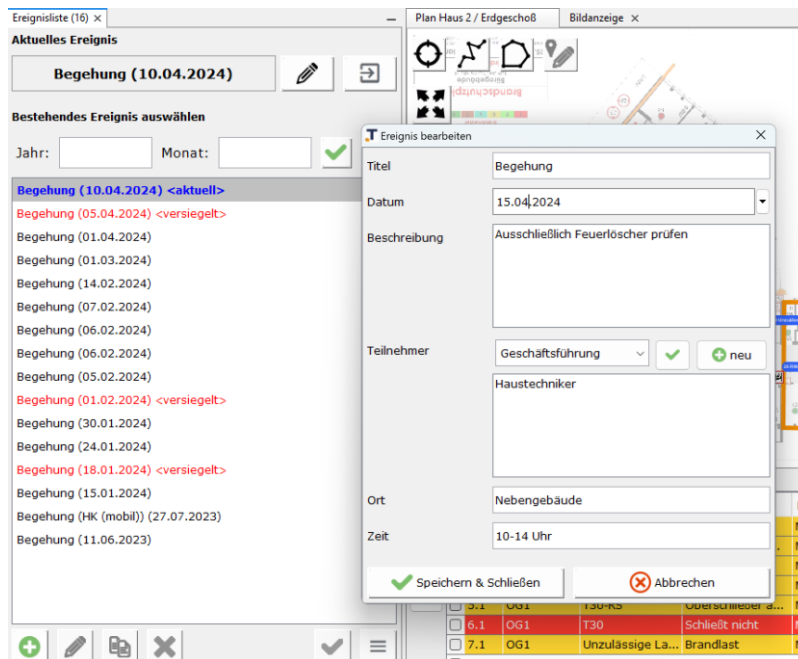 Ereignisliste (16)
Aktuelles Ereignis
Begehung (10.04.2024)
Bestehendes Ereignis auswählen
Jahr:
Monat:
Begehung (10.04.2024) <aktuell>
Begehung (05.04.2024) <versiegelt>
Begehung (01.04.2024)
Begehung (01.03.2024)
Begehung (14.02.2024)
Begehung (07.02.2024)
Begehung (06.02.2024)
Begehung (06.02.2024)
Begehung (05.02.2024)
Begehung (01.02.2024) <versiegelt>
Begehung (30.01.2024)
Begehung (24.01.2024)
Begehung (18.01.2024) <versiegelt>
Begehung (15.01.2024)
Begehung (HK (mobil)) (27.07.2023)
Begehung (11.06.2023)
Plan Haus 2 / Erdgeschoß
Bildanzeige
Bürogebäude
Brandschutzpl
Ereignis bearbeiten
Titel
Begehung
Datum
15.04.2024
Beschreibung
Ausschließlich Feuerlöscher prüfen
Teilnehmer
Geschäftsführung
neu
Haustechniker
Ort
Nebengebäude
Zeit
10-14 Uhr
Speichern & Schließen
Abbrechen
5.1 OG1 T30-RS Oberschließer a...
6.1 OG1 T30 Schließt nicht
7.1 OG1 Unzulässige La... Brandlast